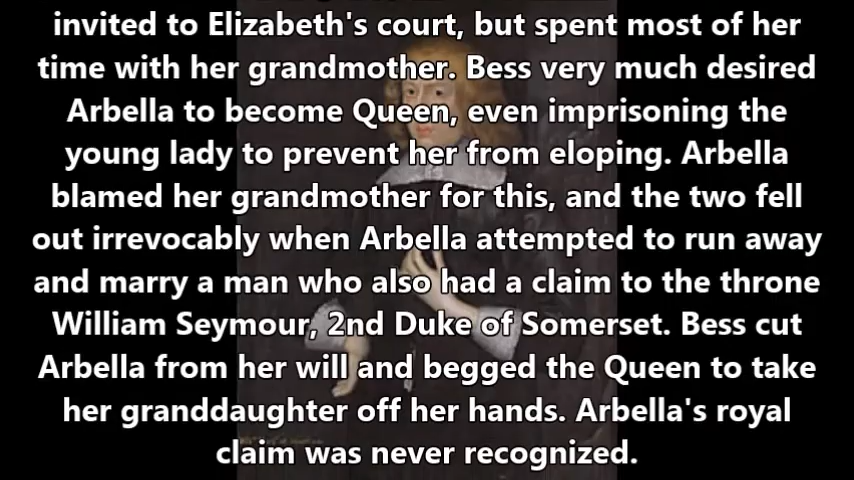 invited to Elizabeth's court, but spent most of her
time with her grandmother. Bess very much desired
Arbella to become Queen, even imprisoning the
young lady to prevent her from eloping. Arbella
blamed her grandmother for this, and the two fell
out irrevocably when Arbella attempted to run away
and marry a man who also had a claim to the throne
William Seymour, 2nd Duke of Somerset. Bess cut
Arbella from her will and begged the Queen to take
her granddaughter off her hands. Arbella's royal
claim was never recognized.